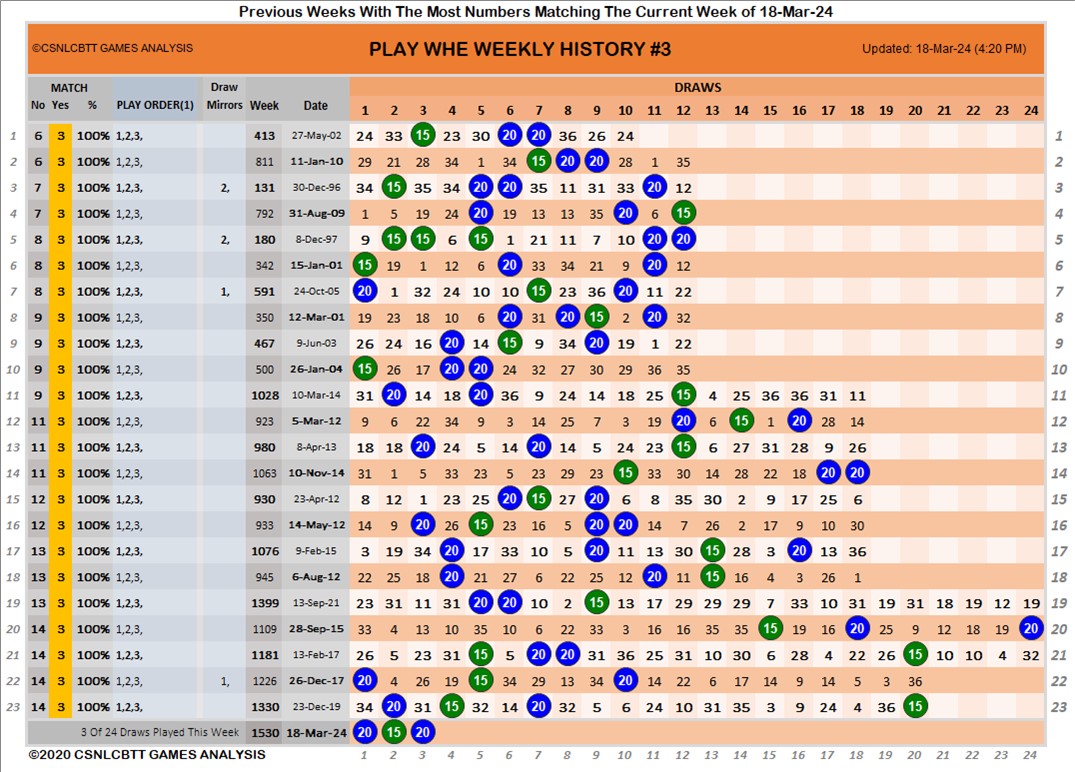 Previous Weeks With The Most Numbers Matching The Current Week of 18-Mar-24
©CSNLCBTT GAMES ANALYSIS PLAY WHE WEEKLY HISTORY #3 Updated: 18-Mar-24 (4:20 PM)
MATCH Draw DRAWS
No Yes % PLAY ORDER(1) Mirrors Week Date 1 2 3 4 5 6 7 8 9 10 11 12 13 14 15 16 17 18 19 20 21 22 23 24
1 6 3 100% 1,2,3, 413 27-May-02 24 33 15 23 30 20 20 36 26 24 1
2 6 3 100% 1,2,3, 811 11-Jan-10 29 21 28 34 1 34 15 20 20 28 1 35 2
3 7 3 100% 1,2,3, 2, 131 30-Dec-96 34 15 35 34 20 20 35 11 31 33 20 12 3
4 7 3 100% 1,2,3, 792 31-Aug-09 1 5 19 24 20 19 13 13 35 20 6 15 4
5 8 3 100% 1,2,3, 2, 180 8-Dec-97 9 15 15 6 15 1 21 11 7 10 20 20 5
6 8 3 100% 1,2,3, 342 15-Jan-01 15 19 1 12 6 20 33 34 21 9 20 12 6
7 8 3 100% 1,2,3, 1, 591 24-Oct-05 20 1 32 24 10 10 15 23 36 20 11 22 7
8 9 3 100% 1,2,3, 350 12-Mar-01 19 23 18 10 6 20 31 20 15 2 20 32 8
9 9 3 100% 1,2,3, 467 9-Jun-03 26 24 16 20 14 15 9 34 20 19 1 22 9
10 9 3 100% 1,2,3, 500 26-Jan-04 15 26 17 20 20 24 32 27 30 29 36 35 10
11 9 3 100% 1,2,3, 1028 10-Mar-14 31 20 14 18 20 36 9 24 14 18 25 15 4 25 36 36 31 11 11
12 11 3 100% 1,2,3, 923 5-Mar-12 9 6 22 34 9 3 14 25 7 3 19 20 6 15 1 20 28 14 12
13 11 3 100% 1,2,3, 980 8-Apr-13 18 18 20 24 5 14 20 14 5 24 23 15 6 27 31 28 9 26 13
14 11 3 100% 1,2,3, 1063 10-Nov-14 31 1 5 33 23 5 23 29 23 15 33 30 14 28 22 18 20 20 14
15 12 3 100% 1,2,3, 930 23-Apr-12 8 12 1 23 25 20 15 27 20 6 8 35 30 2 9 17 25 6 15
16 12 3 100% 1,2,3, 933 14-May-12 14 9 20 26 15 23 16 5 20 20 14 7 26 2 17 9 10 30 16
17 13 3 100% 1,2,3, 1076 9-Feb-15 3 19 34 20 17 33 10 5 20 11 13 30 15 28 3 20 13 36 17
18 13 3 100% 1,2,3, 945 6-Aug-12 22 25 18 20 21 27 6 22 25 12 20 11 15 16 4 3 26 1 18
19 13 3 100% 1,2,3, 1399 13-Sep-21 23 31 11 31 20 20 10 2 15 13 17 29 29 29 7 33 10 31 19 31 18 19 12 19 19
20 14 3 100% 1,2,3, 1109 28-Sep-15 33 4 13 10 35 10 6 22 33 3 16 16 35 35 15 19 16 20 25 9 12 18 19 20 20
21 14 3 100% 1,2,3, 1181 13-Feb-17 26 5 23 31 15 5 20 20 31 36 25 31 10 30 6 28 4 22 26 15 10 10 4 32 21
22 14 3 100% 1,2,3, 1, 1226 26-Dec-17 20 4 26 19 15 34 29 13 34 20 14 22 6 17 14 9 14 5 3 36 22
23 14 3 100% 1,2,3, 1330 23-Dec-19 34 20 31 15 32 14 20 32 5 6 24 10 31 35 3 9 24 4 36 15 23
3 Of 24 Draws Played This Week 1530 18-Mar-24 20 15 20
©2020 CSNLCBTT GAMES ANALYSIS 1 2 3 4 5 6 7 8 9 10 11 12 13 14 15 16 17 18 19 20 21 22 23 24